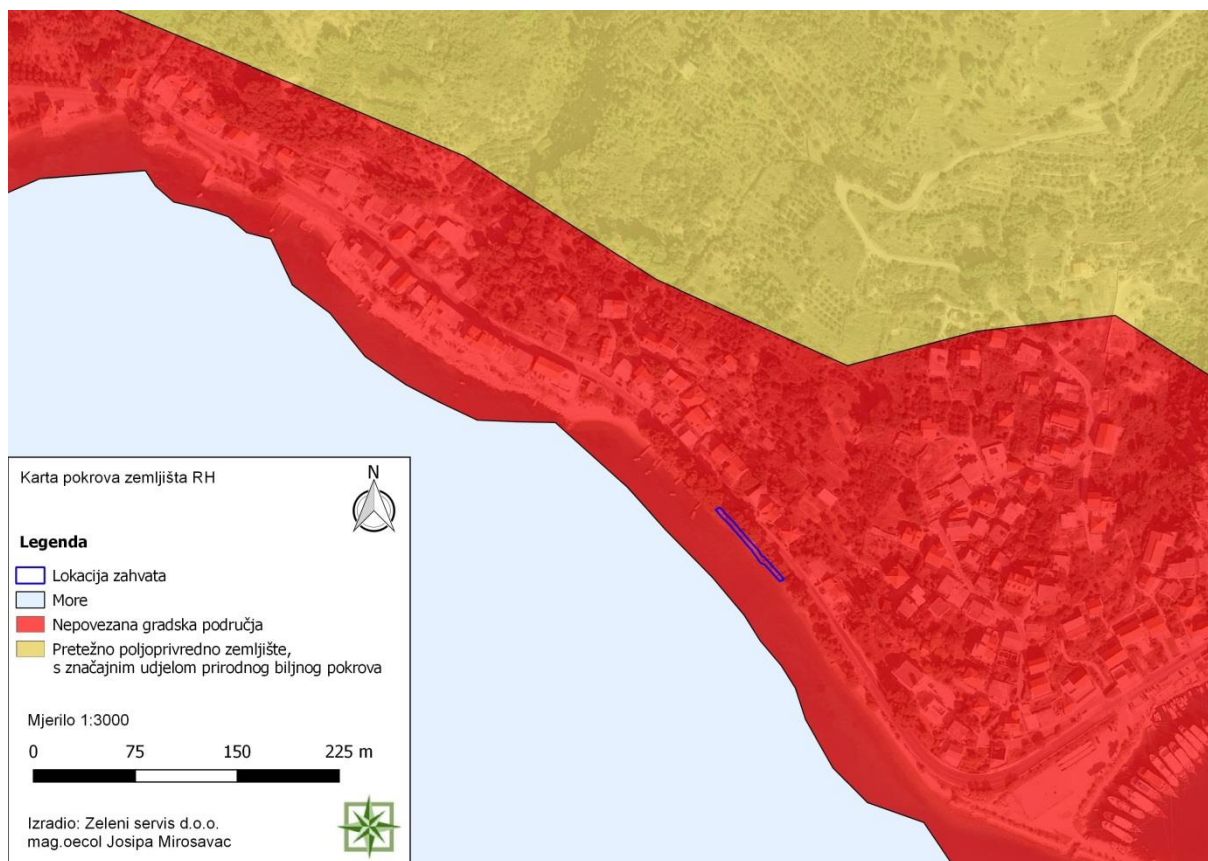 Karta pokrova zemljišta RH
N
Legenda
Lokacija zahvata
More
Nepovezana gradska područja
Pretežno poljoprivredno zemljište,
s značajnim udjelom prirodnog biljnog pokrova
Mjerilo 1:3000
0 75 150 225 m
Izradio: Zeleni servis d.o.o.
mag.oecol Josipa Mirosavac